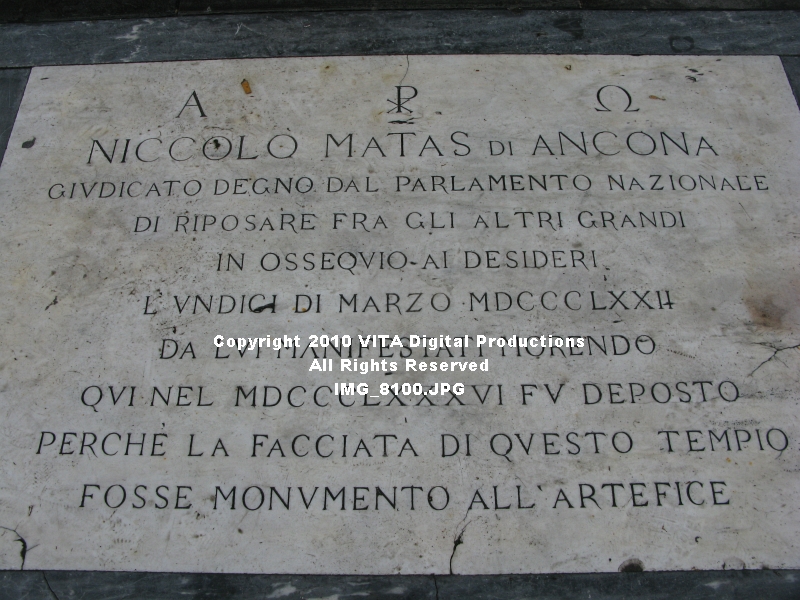 Α ☧ Ω
NICCOLO MATAS DI ANCONA
GIVDICATO DEGNO DAL PARLAMENTO NAZIONALE
DI RIPOSARE FRA GLI ALTRI GRANDI
IN OSSEQVIO AI DESIDERI
L'VNDICI DI MARZO MDCCCLXXII
DA LVI MANIFESTATI MORENDO
QVI NEL MDCCCLXXXVI FV DEPOSTO
PERCHE LA FACCIATA DI QVESTO TEMPIO
FOSSE MONVMENTO ALL'ARTEFICE
Copyright 2010 VITA Digital Productions
All Rights Reserved
IMG_8100.JPG